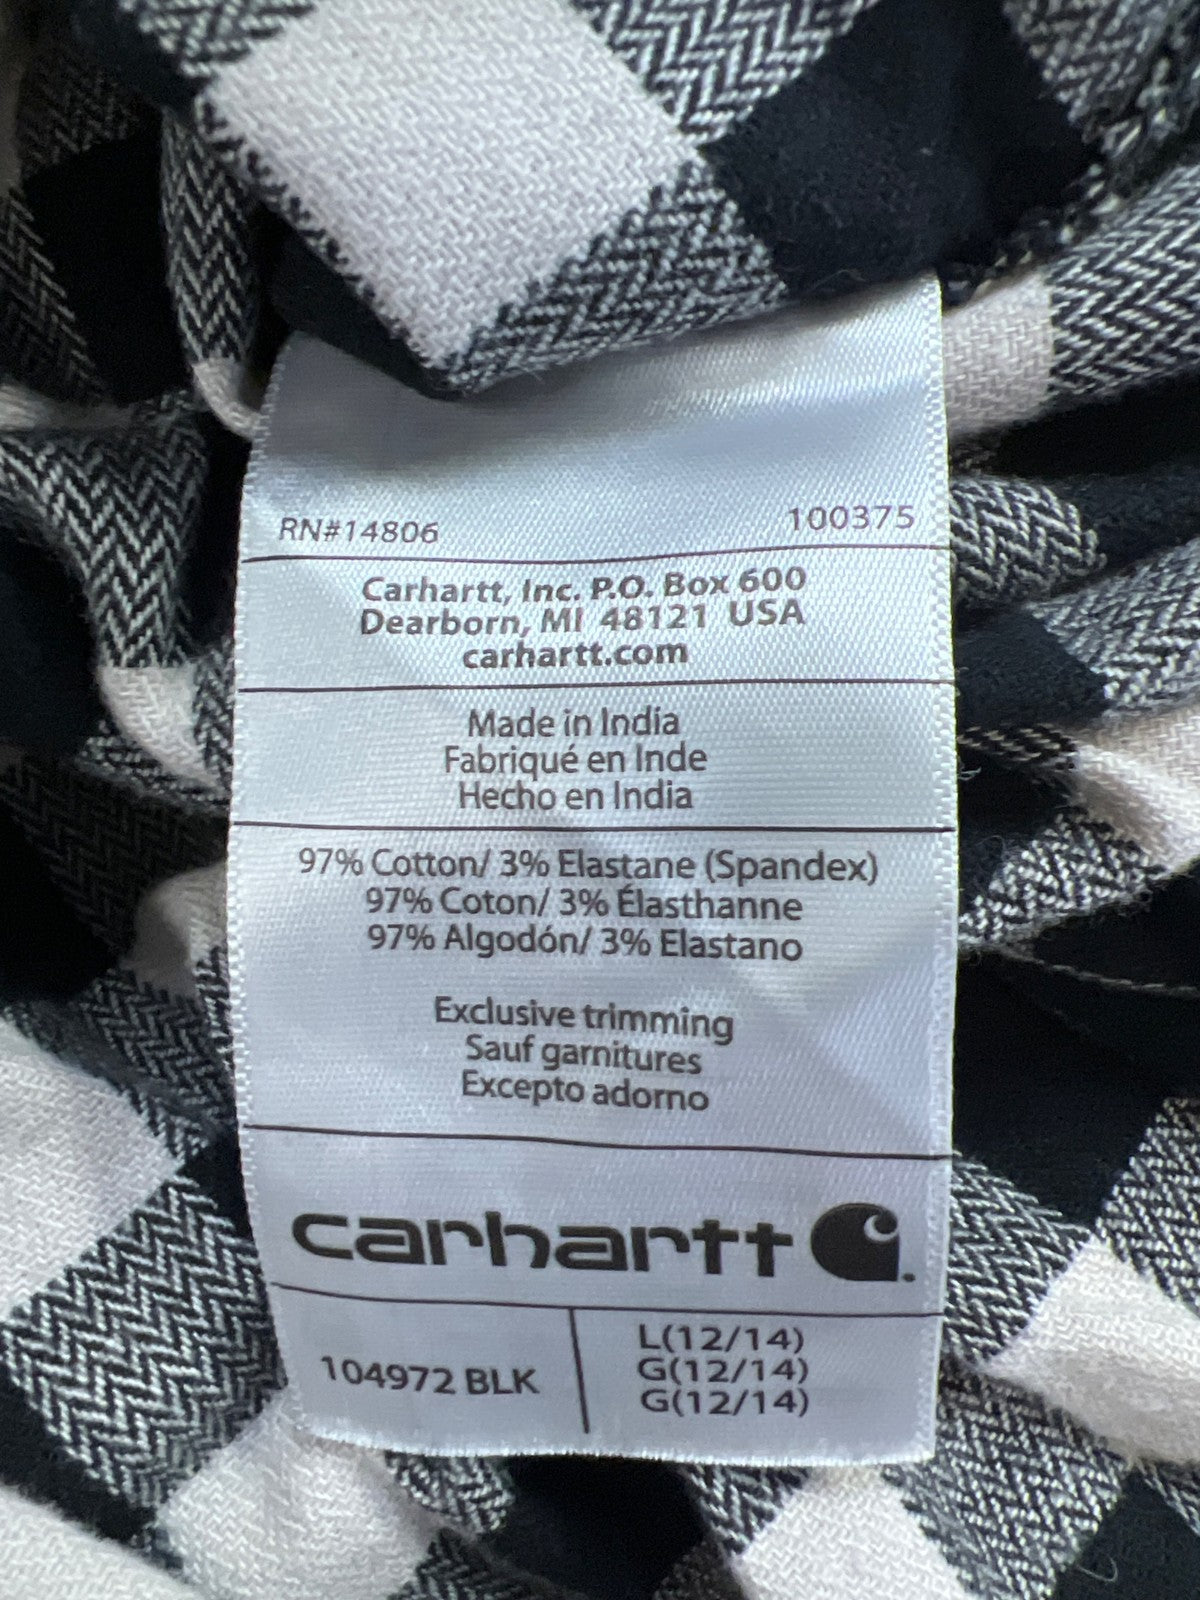 RN#14806 100375
Carhartt, Inc. P.O. Box 600
Dearborn, MI 48121 USA
carhartt.com
Made in India
Fabriqué en Inde
Hecho en India
97% Cotton/ 3% Elastane (Spandex)
97% Coton/ 3% Élasthanne
97% Algodón/ 3% Elastano
Exclusive trimming
Sauf garnitures
Excepto adorno
carhartt
104972 BLK
L(12/14)
G(12/14)
G(12/14)